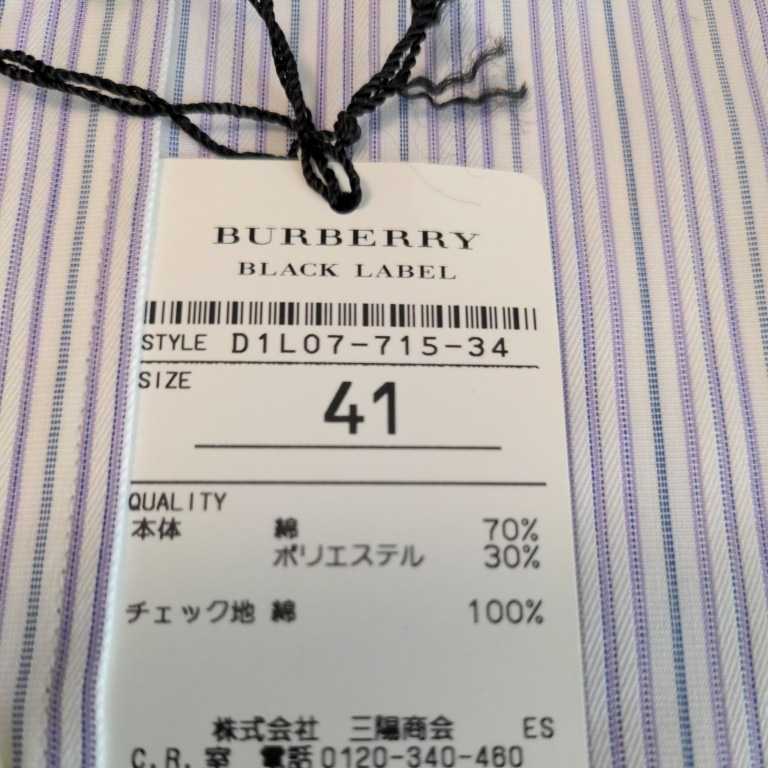 BURBERRY
BLACK LABEL
STYLE D1L07-715-34
SIZE
41
QUALITY
本体 綿 70%
ポリエステル 30%
チェック地 綿 100%
株式会社 三陽商会 ES
C.R.室 電話0120-340-460